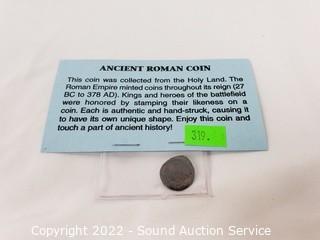 ANCIENT ROMAN COIN
This coin was collected from the Holy Land. The
Roman Empire minted coins throughout its reign (27
BC to 378 AD). Kings and heroes of the battlefield
were honored by stamping their likeness on a
coin. Each is authentic and hand-struck, causing it
to have its own unique shape. Enjoy this coin and
touch a part of ancient history!
319.
Copyright 2022 - Sound Auction Service